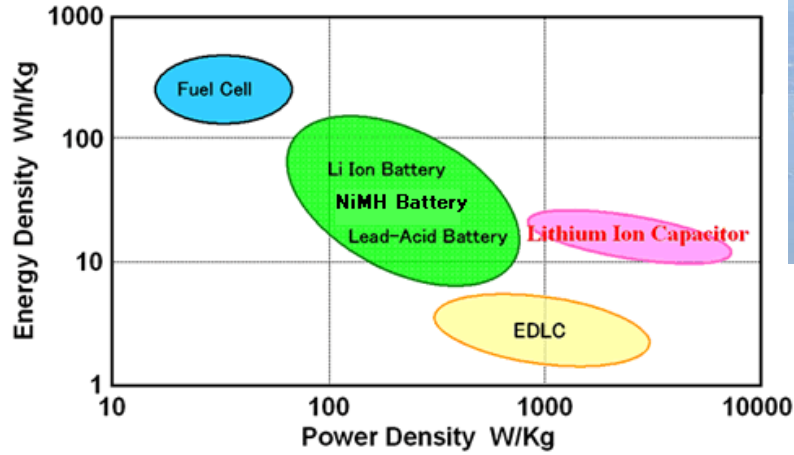 1000
Fuel Cell
100
Li Ion Battery
NiMH Battery
Lead-Acid Battery
Lithium Ion Capacitor
10
EDLC
1
10 100 1000 10000
Power Density W/Kg
Energy Density Wh/Kg